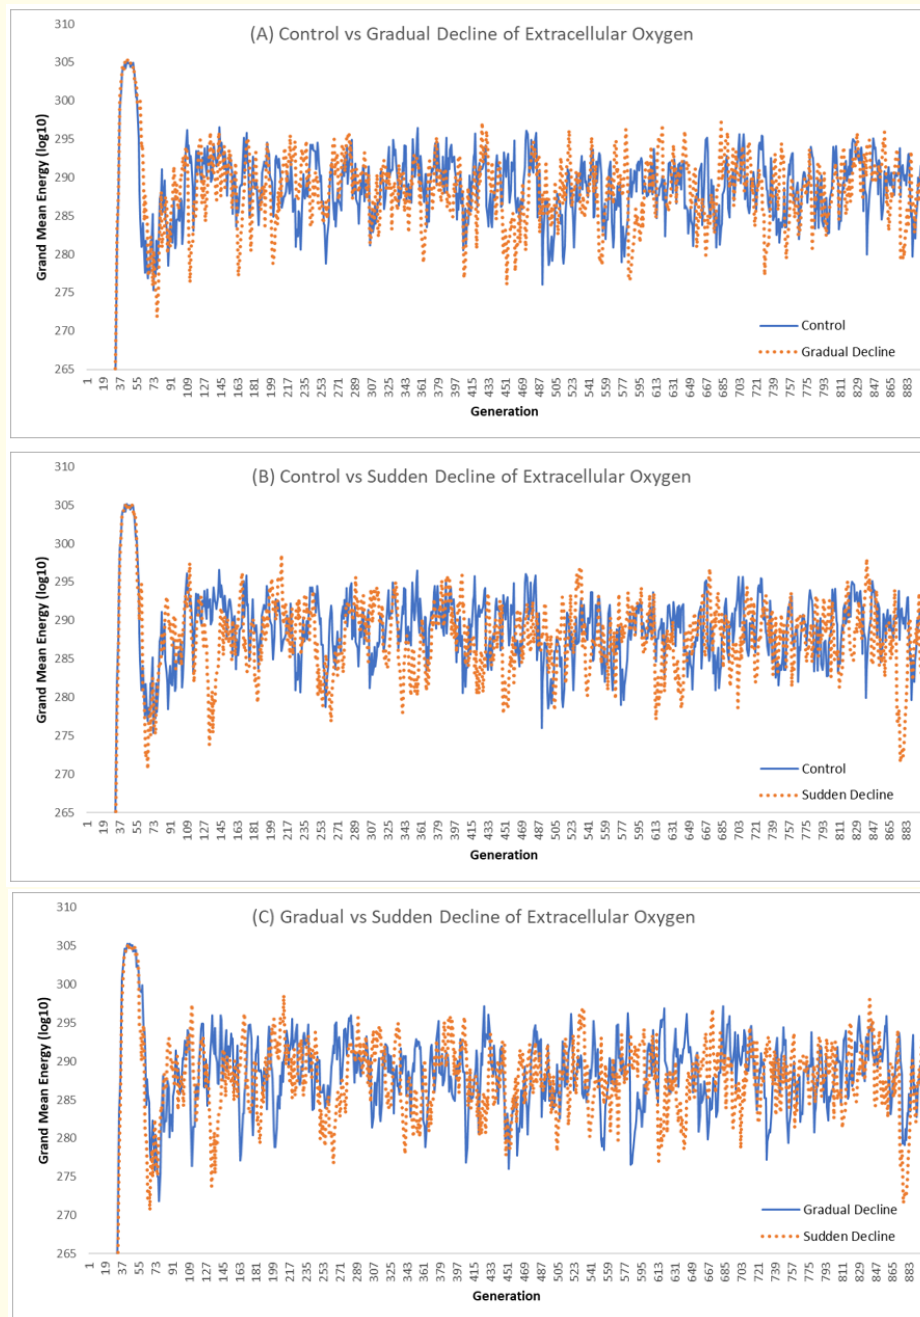 (A) Control vs Gradual Decline of Extracellular Oxygen
Grand Mean Energy (log10)
310
305
300
295
290
285
280
275
270
265
Control
Gradual Decline
1 19 37 55 73 91 109 127 145 163 181 199 217 235 253 271 289 307 325 343 361 379 397 415 433 451 469 487 505 523 541 559 577 595 613 631 649 667 685 703 721 739 757 775 793 811 829 847 865 883
Generation
(B) Control vs Sudden Decline of Extracellular Oxygen
Grand Mean Energy (log10)
310
305
300
295
290
285
280
275
270
265
Control
Sudden Decline
1 19 37 55 73 91 109 127 145 163 181 199 217 235 253 271 289 307 325 343 361 379 397 415 433 451 469 487 505 523 541 559 577 595 613 631 649 667 685 703 721 739 757 775 793 811 829 847 865 883
Generation
(C) Gradual vs Sudden Decline of Extracellular Oxygen
Grand Mean Energy (log10)
310
305
300
295
290
285
280
275
270
265
Gradual Decline
Sudden Decline
1 19 37 55 73 91 109 127 145 163 181 199 217 235 253 271 289 307 325 343 361 379 397 415 433 451 469 487 505 523 541 559 577 595 613 631 649 667 685 703 721 739 757 775 793 811 829 847 865 883
Generation